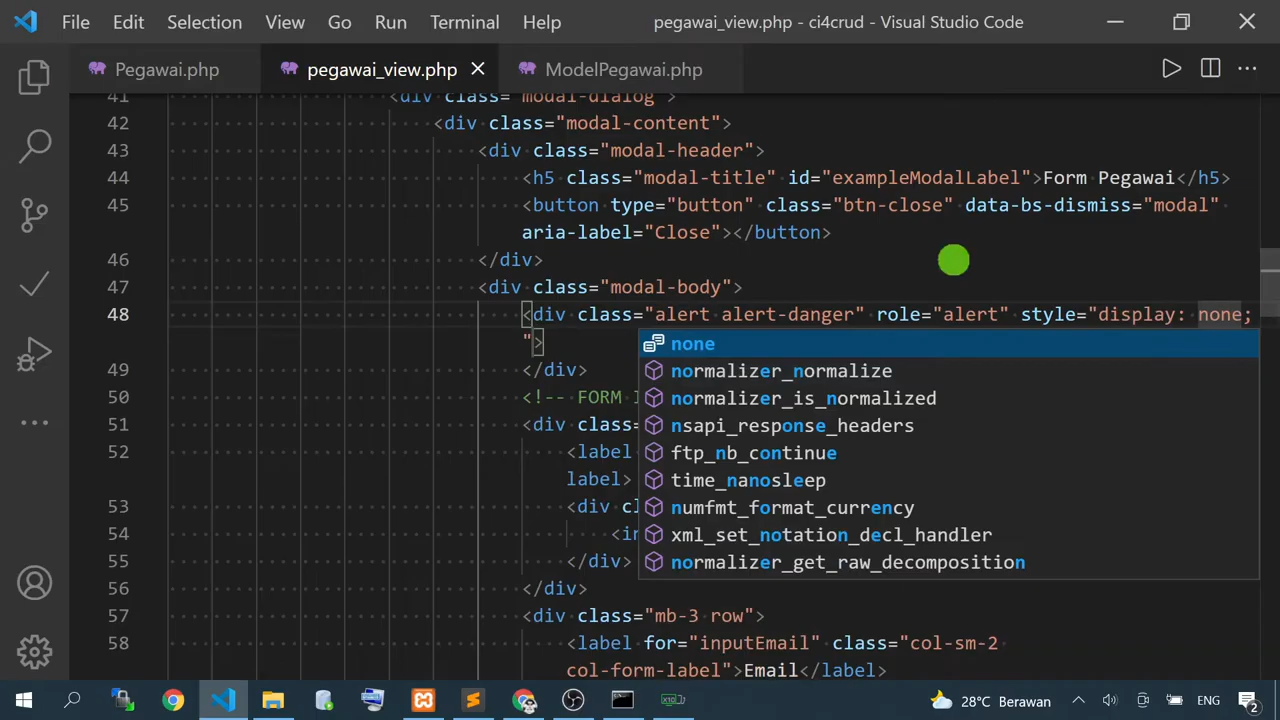 File Edit Selection View Go Run Terminal Help pegawai_view.php - ci4crud - Visual Studio Code
Pegawai.php pegawai_view.php ModelPegawai.php
41 <div class="modal-dialog">
42 <div class="modal-content">
43 <div class="modal-header">
44 <h5 class="modal-title" id="exampleModalLabel">Form Pegawai</h5>
45 <button type="button" class="btn-close" data-bs-dismiss="modal"
aria-label="Close"></button>
46 </div>
47 <div class="modal-body">
48 <div class="alert alert-danger" role="alert" style="display: none;
">
none
normalizer_normalize
normalizer_is_normalized
nsapi_response_headers
ftp_nb_continue
time_nanosleep
numfmt_format_currency
xml_set_notation_decl_handler
normalizer_get_raw_decomposition
49 </div>
50 <!-- FORM
51 <div class=
52 <label
label>
53 <div
54
55 </div>
56 </div>
57 <div class="mb-3 row">
58 <label for="inputEmail" class="col-sm-2
col-form-label">Email</label>
28°C Berawan ENG 2